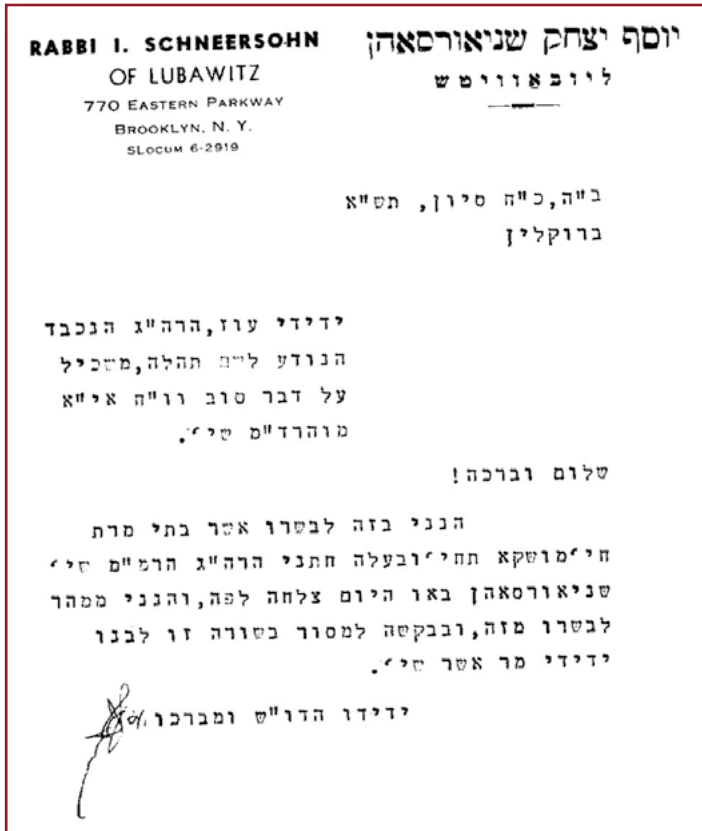 RABBI I. SCHNEERSOHN
OF LUBAWITZ
770 EASTERN PARKWAY
BROOKLYN, N. Y.
SLOCUM 6-2919
יוסף יצחק שניאורסאהן
ליובאַוויטש
ב"ה,כ"ח סיון, תש"א
ברוקלין
ידידי עוז,הרה"ג הנכבד
הנודע לשם תהלה,משכיל
על דבר טוב וו"ח אי"א
מוהרד"מ שי'.
שלום וברכה!
הנני בזה לבשרו אשר בתי מרת
חי'מושקא תחי'ובעלה חתני הרה"ג הרמ"מ שי'
שניאורסאהן באו היום צלחה לפה,והנני ממהר
לבשרו מזה,ובבקשה למסור בשורה זו לבנו
ידידי מר אשר שי'.
ידידו הדו"ש ומברכו